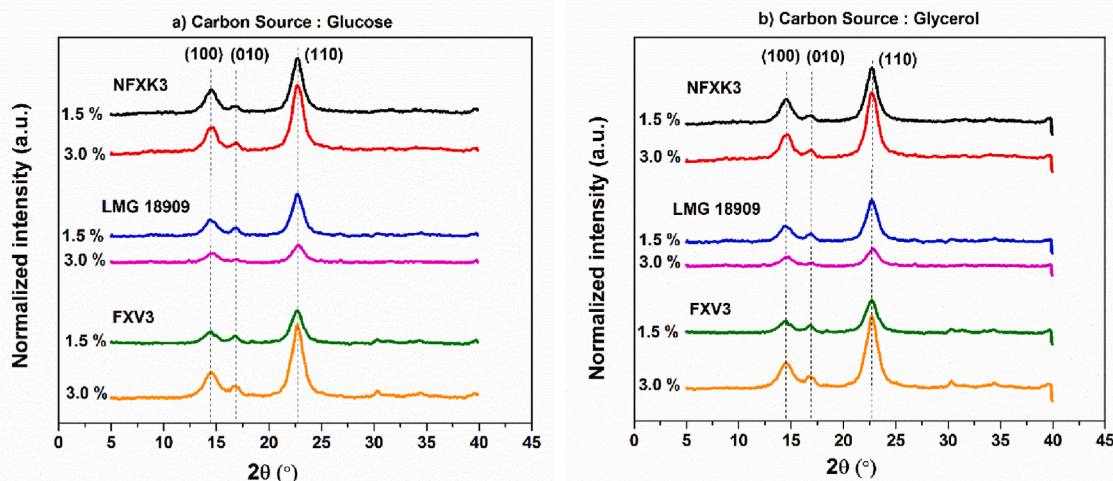 a) Carbon Source : Glucose
(100) (010) (110)
NFXK3
1.5 %
3.0 %
LMG 18909
1.5 %
3.0 %
FXV3
1.5 %
3.0 %
0 5 10 15 20 25 30 35 40 45
2θ (°)
Normalized intensity (a.u.)
b) Carbon Source : Glycerol
(100) (010) (110)
NFXK3
1.5 %
3.0 %
LMG 18909
1.5 %
3.0 %
FXV3
1.5 %
3.0 %
0 5 10 15 20 25 30 35 40 45
2θ (°)
Normalized intensity (a.u.)